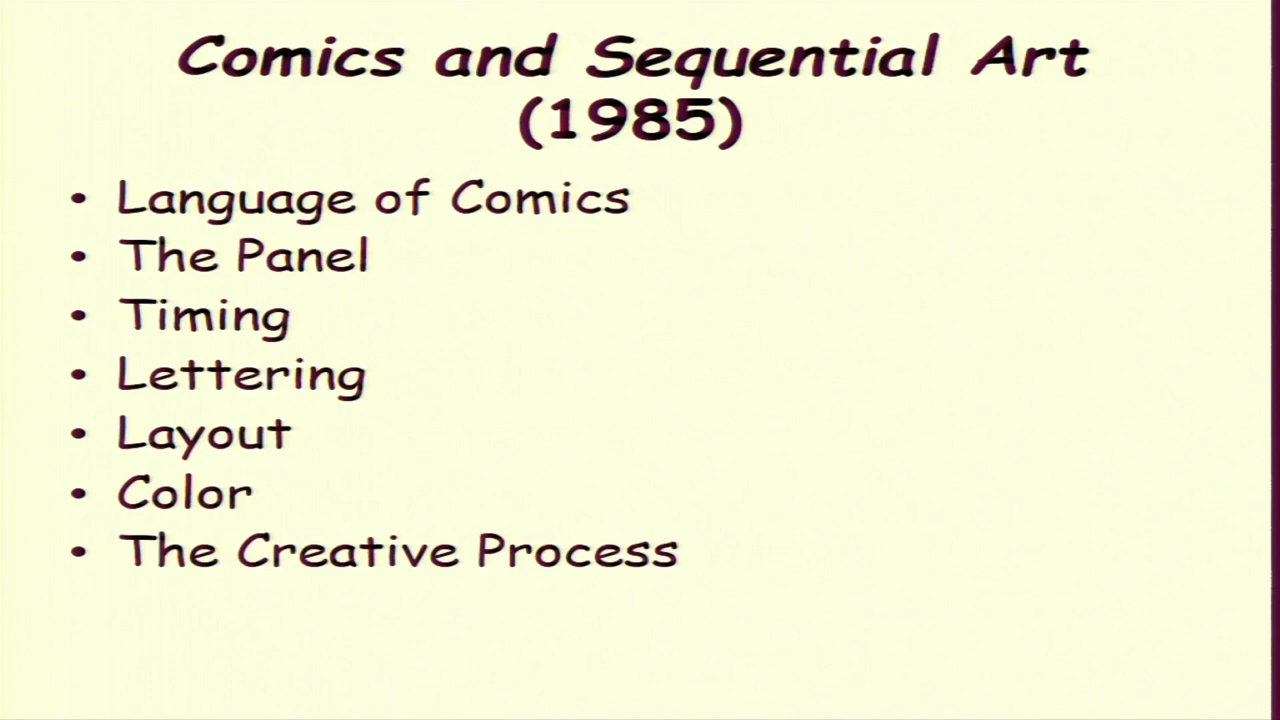 Comics and Sequential Art
(1985)
• Language of Comics
• The Panel
• Timing
• Lettering
• Layout
• Color
• The Creative Process